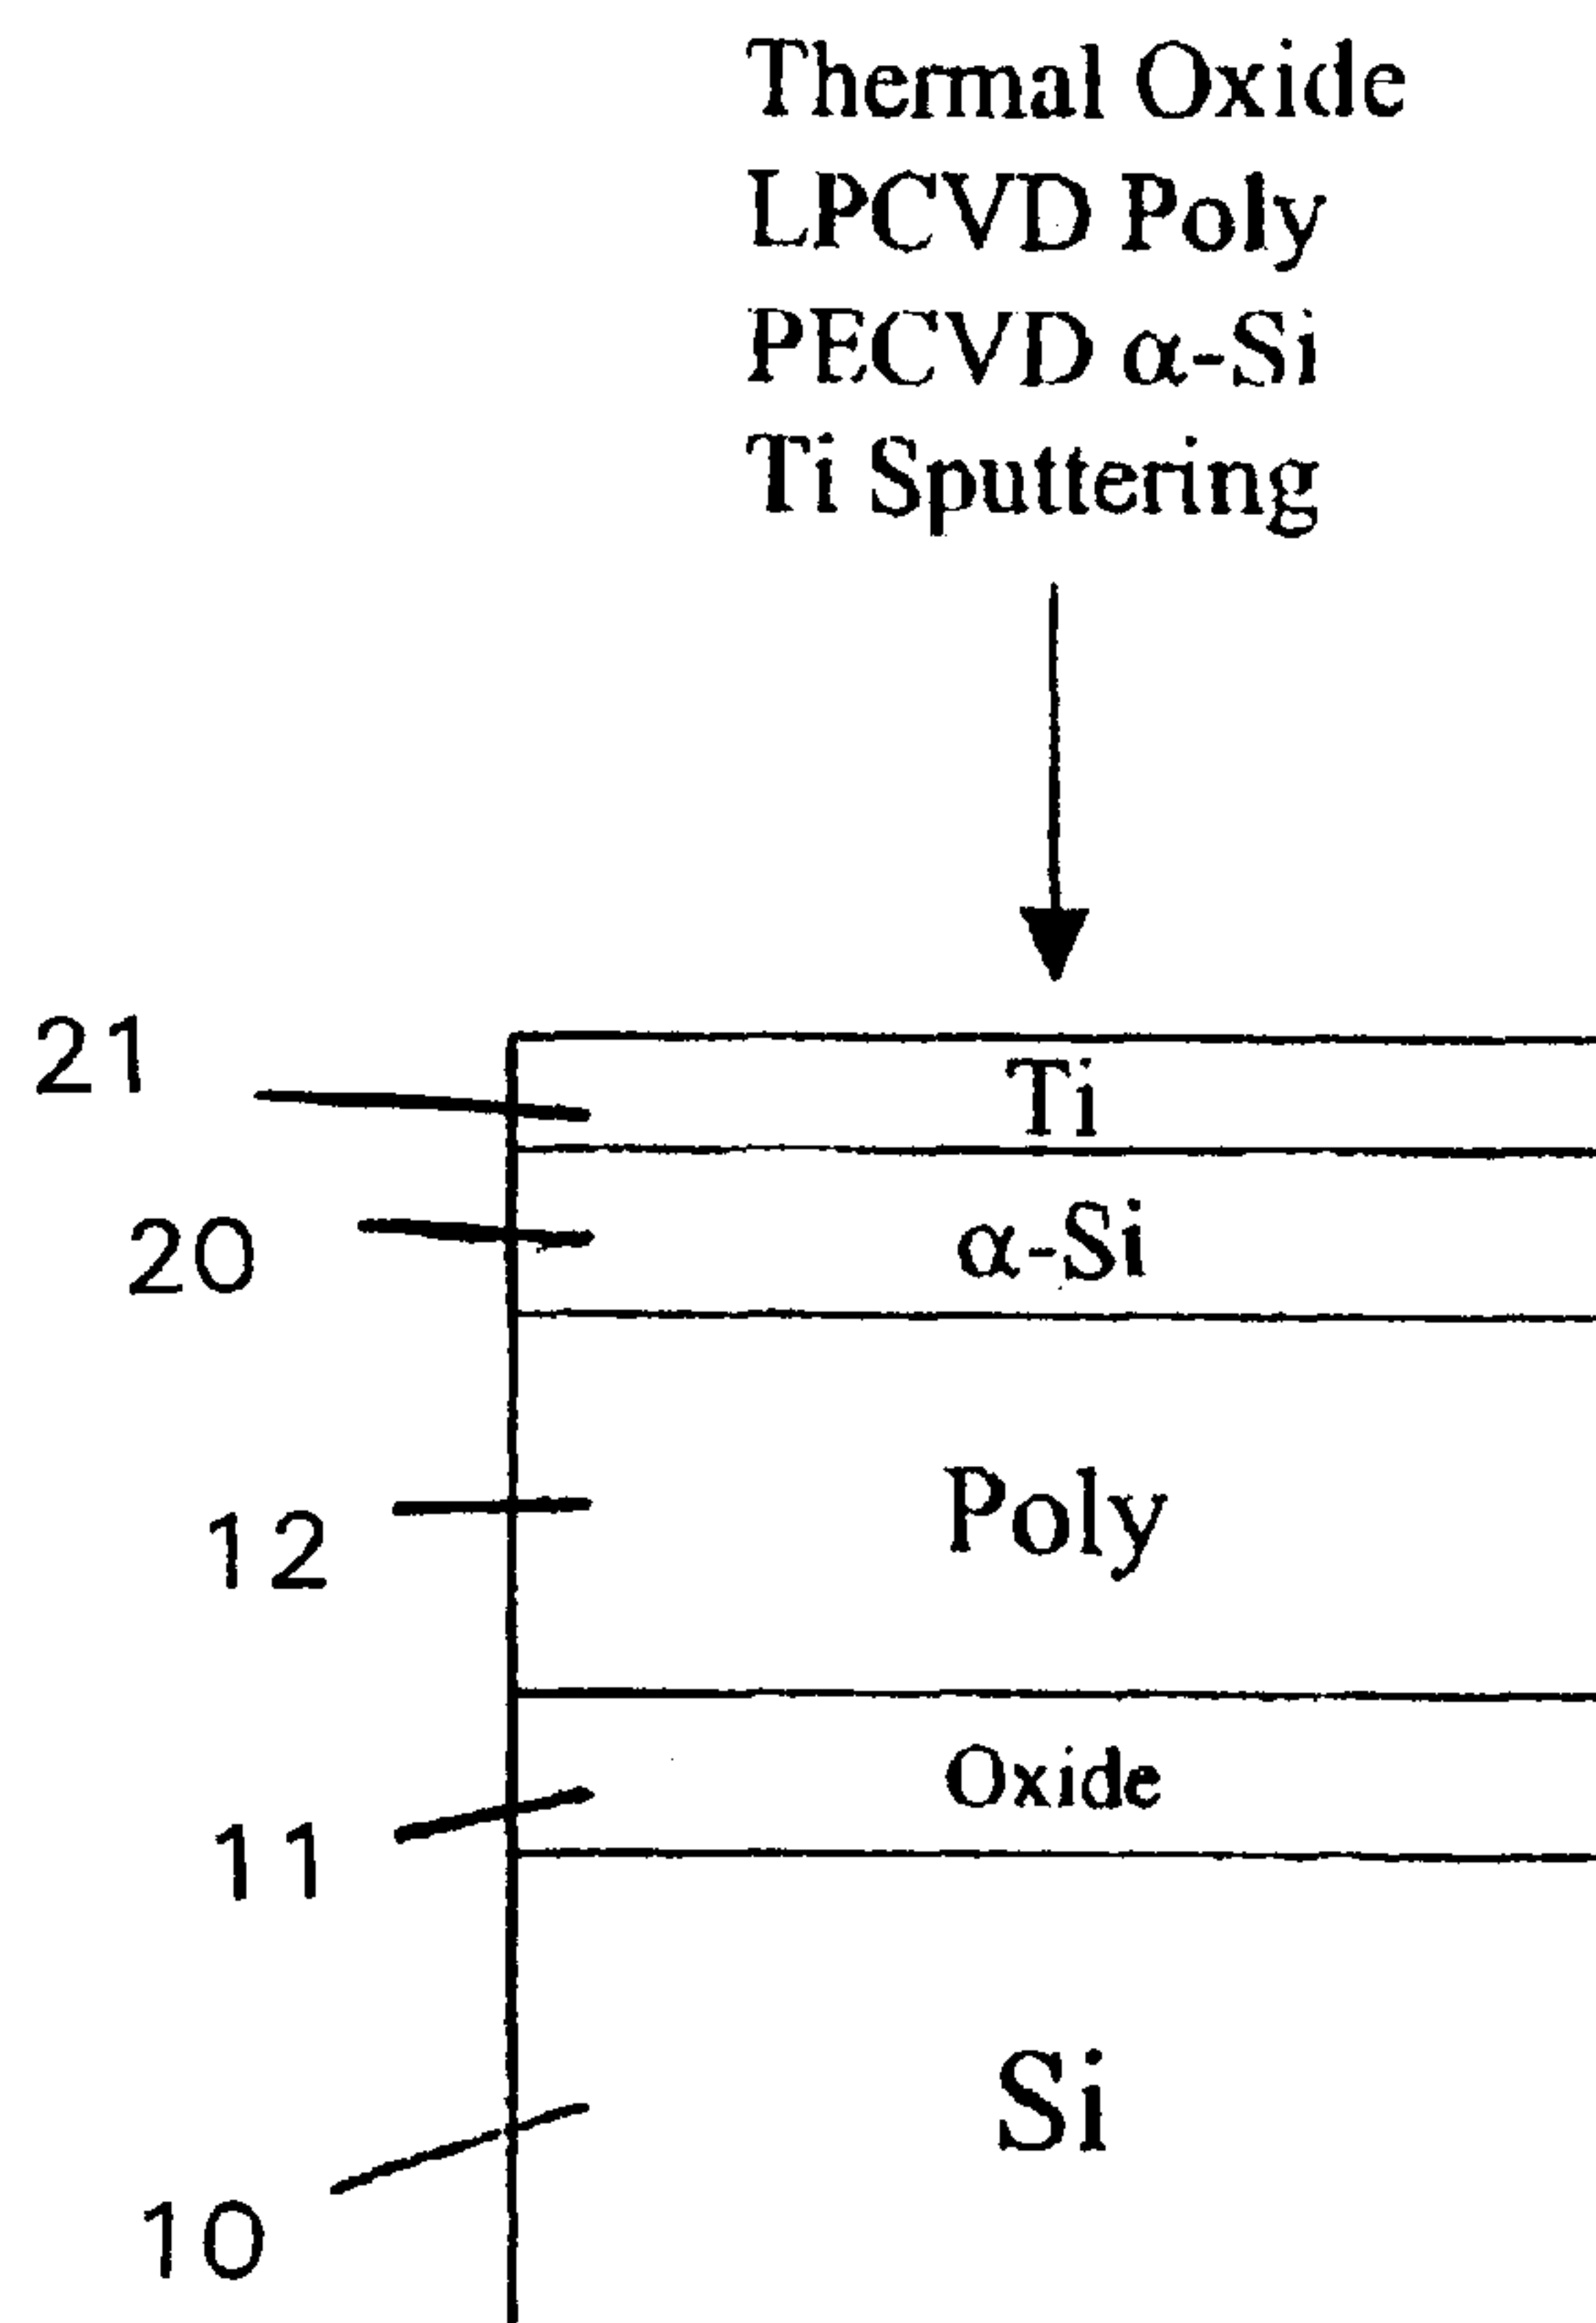 Thermal Oxide
LPCVD Poly
PECVD α-Si
Ti Sputtering
21
Ti
20
α-Si
12
Poly
11
Oxide
10
Si